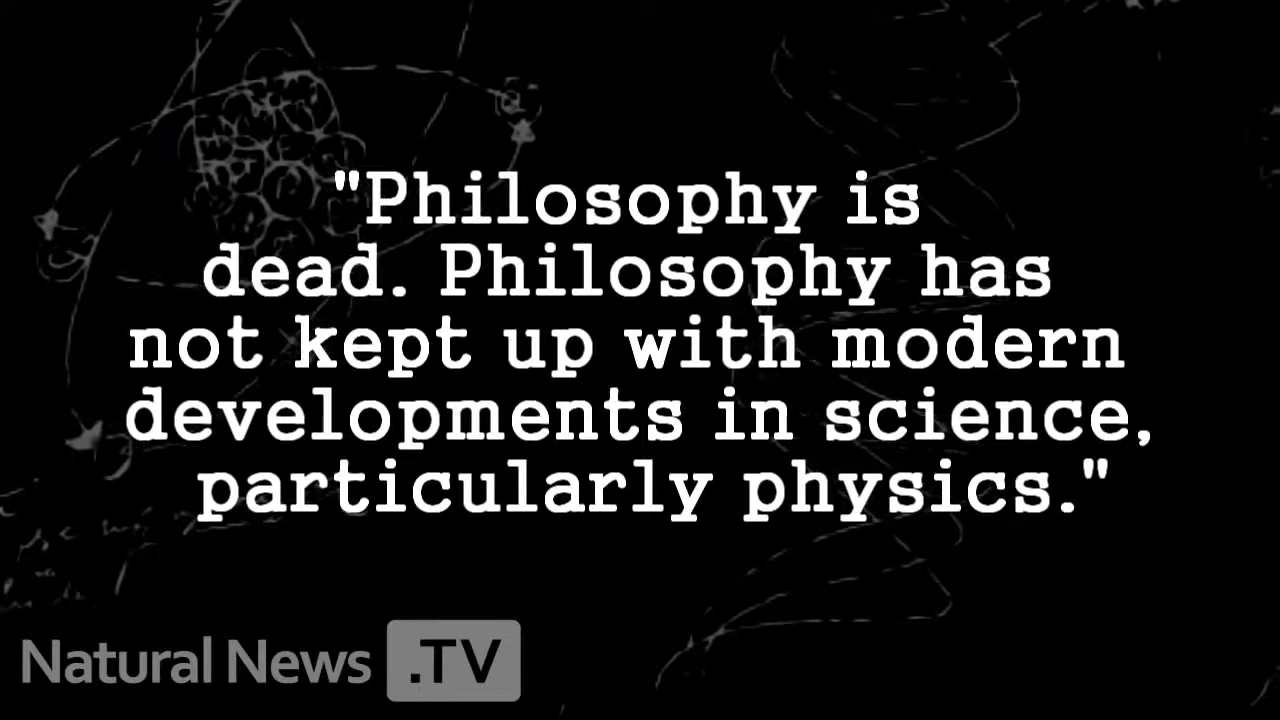 "Philosophy is
dead. Philosophy has
not kept up with modern
developments in science,
particularly physics."
Natural News .TV